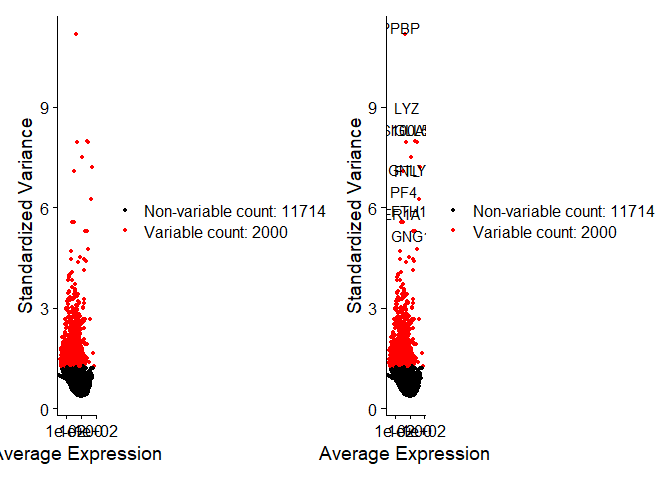 Standardized Variance
9
6
3
0
Average Expression
Non-variable count: 11714
Variable count: 2000
Standardized Variance
9
6
3
0
PPBP
LYZ
PF4
GNG
Average Expression
Non-variable count: 11714
Variable count: 2000